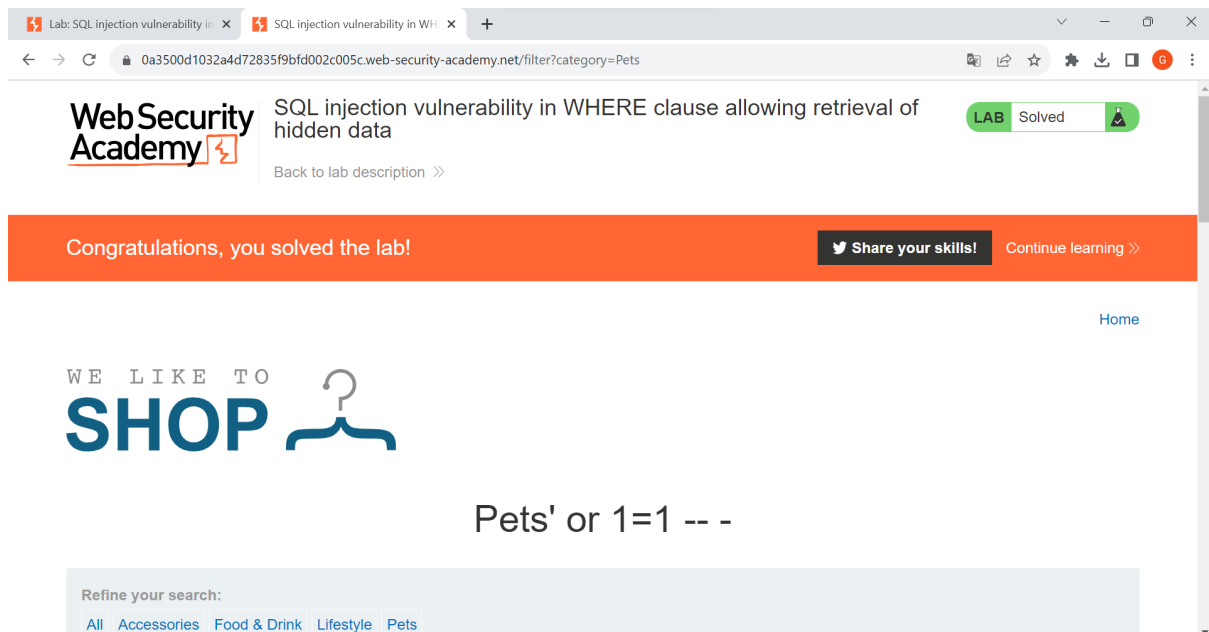 Lab: SQL injection vulnerability in
SQL injection vulnerability in WH
0a3500d1032a4d72835f9bfd002c005c.web-security-academy.net/filter?category=Pets
G
Web Security
Academy
SQL injection vulnerability in WHERE clause allowing retrieval of
hidden data
Back to lab description
LAB Solved
Congratulations, you solved the lab!
Share your skills!
Continue learning
Home
WE LIKE TO
SHOP
Pets' or 1=1 -- -
Refine your search:
All Accessories Food & Drink Lifestyle Pets